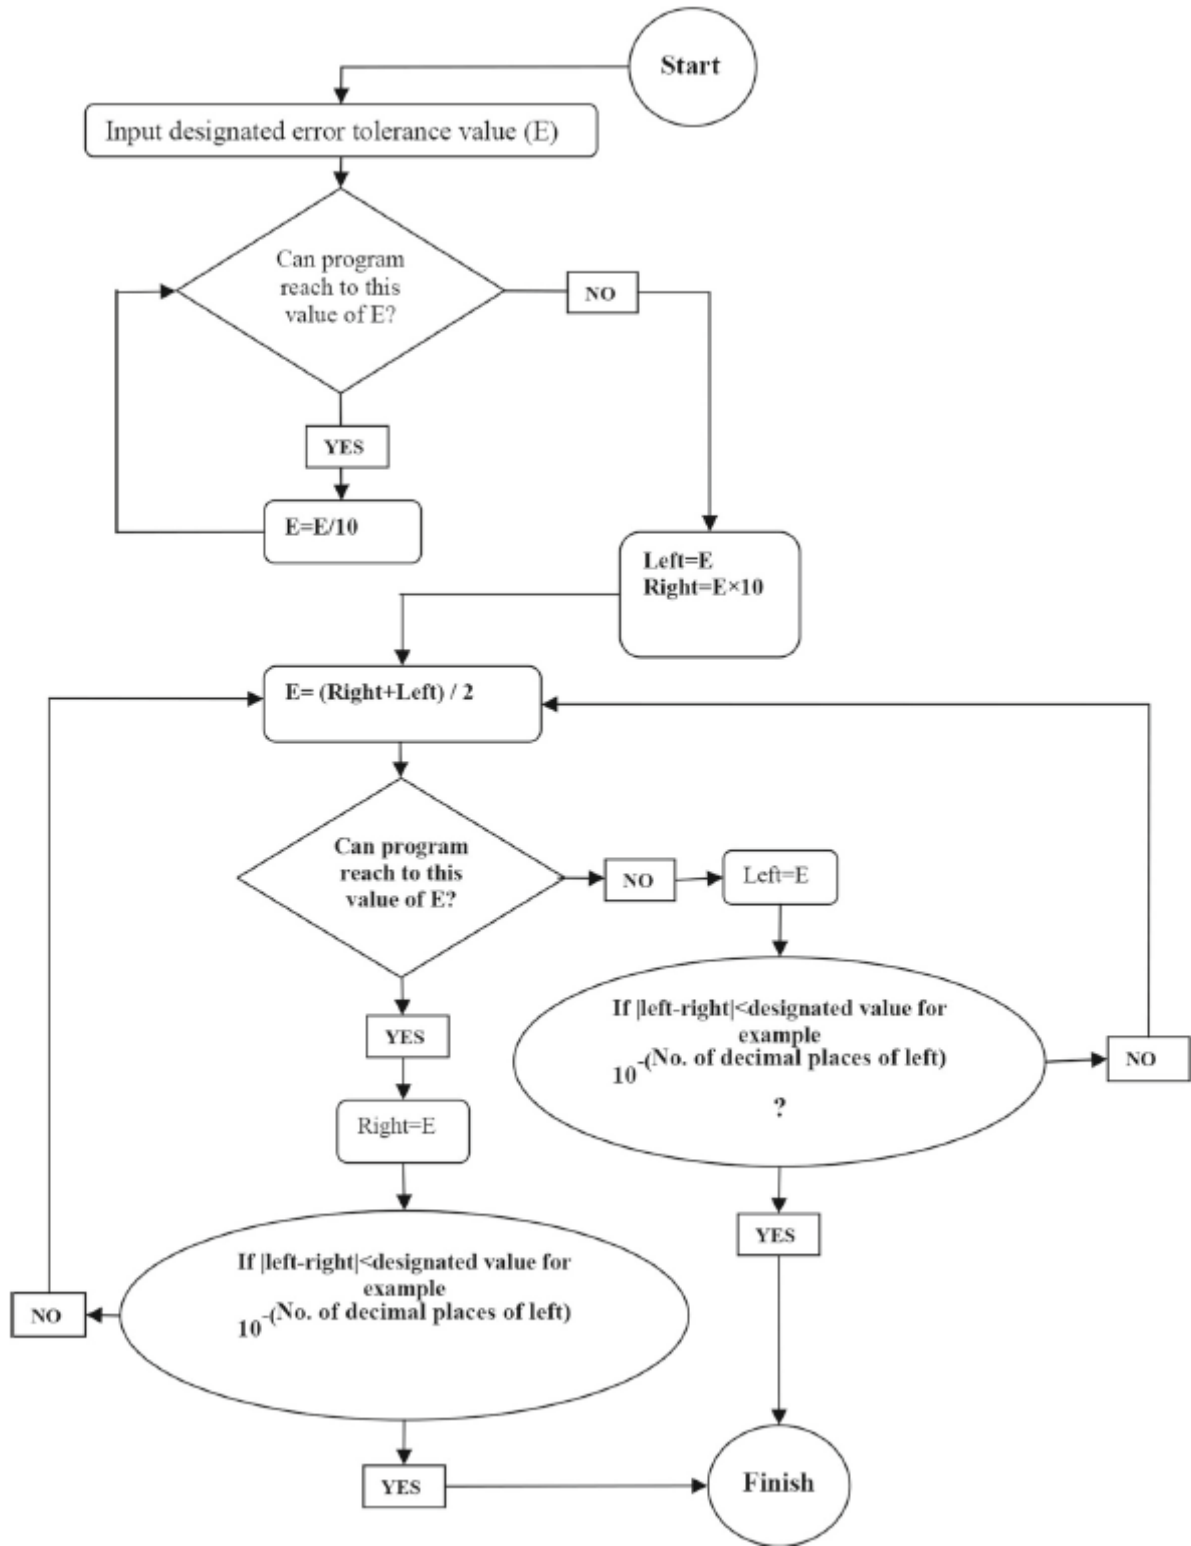 Start
Input designated error tolerance value (E)
Can program
reach to this
value of E?
NO
YES
E=E/10
Left=E
Right=E×10
E= (Right+Left) / 2
Can program
reach to this
value of E?
NO
Left=E
YES
If |left-right|<designated value for
example
10-(No. of decimal places of left)
?
NO
Right=E
YES
If |left-right|<designated value for
example
10-(No. of decimal places of left)
NO
YES
Finish